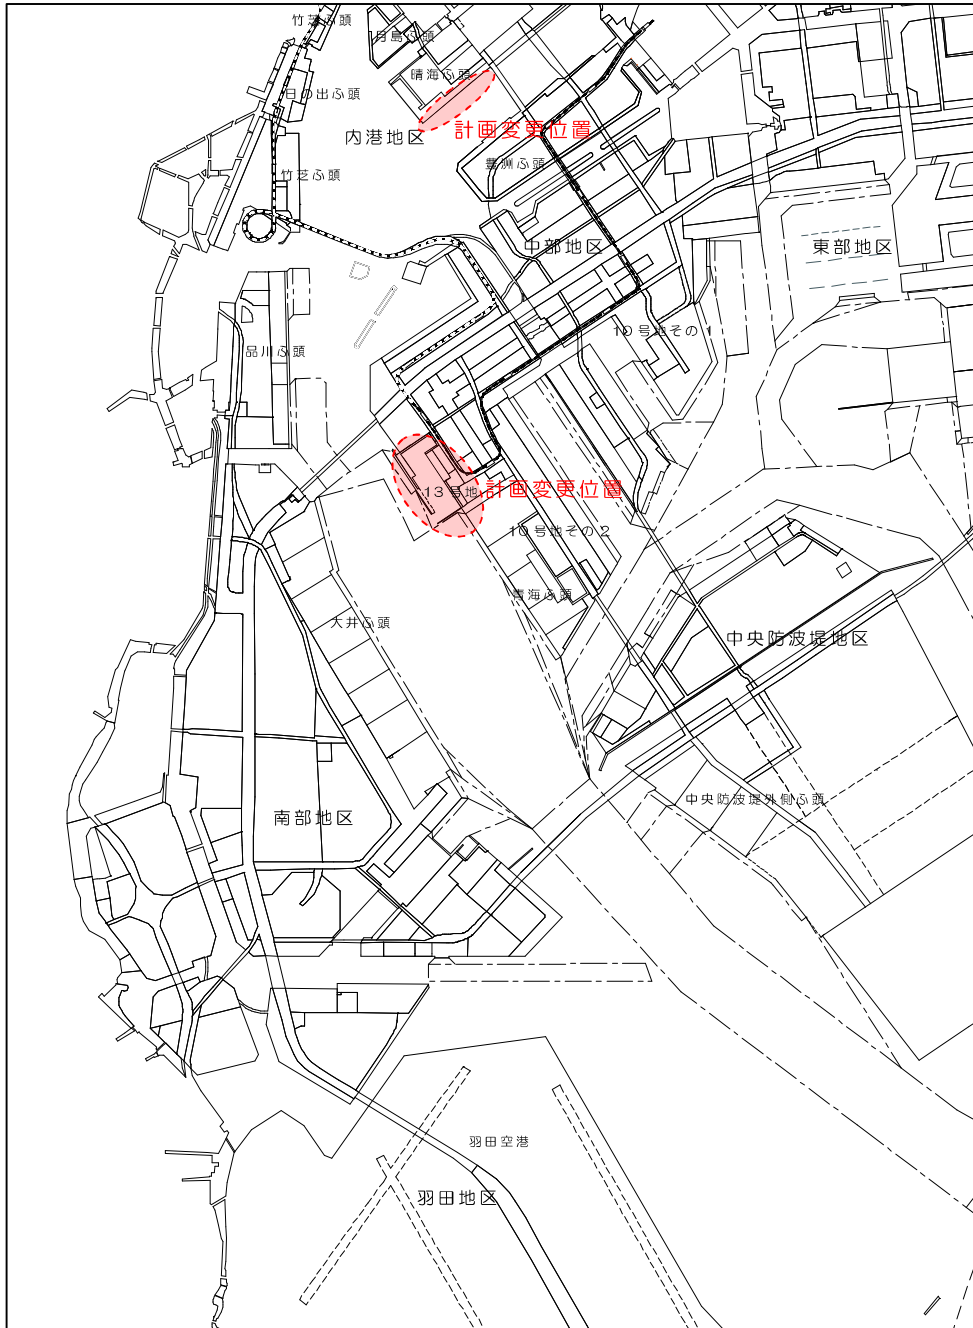 竹芝ふ頭
月島ふ頭
晴海ふ頭
日の出ふ頭
計画変更位置
内港地区
豊洲ふ頭
竹芝ふ頭
中部地区
東部地区
10号地その1
品川ふ頭
13号地
計画変更位置
10号地その2
青海ふ頭
大井ふ頭
中央防波堤地区
中央防波堤外側ふ頭
南部地区
羽田空港
羽田地区